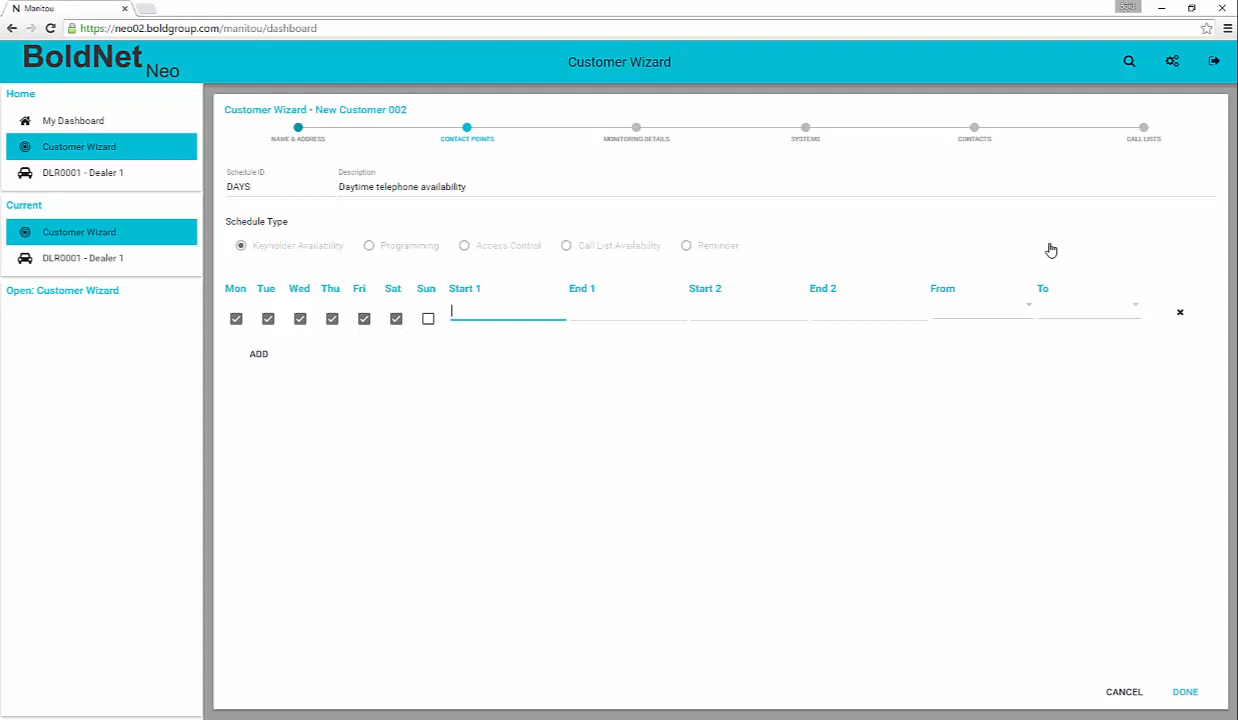 Manitou
Bold
https://neo02.boldgroup.com/manitou/dashboard
BoldNet Neo
Customer Wizard
Home
My Dashboard
Customer Wizard
DLR0001 - Dealer 1
Current
Customer Wizard
DLR0001 - Dealer 1
Open: Customer Wizard
Customer Wizard - New Customer 002
NAME & ADDRESS CONTACT POINTS MONITORING DETAILS SYSTEMS CONTACTS CALL LISTS
Schedule ID Description
DAYS Daytime telephone availability
Schedule Type
Keyholder Availability Programming Access Control Call List Availability Reminder
Mon Tue Wed Thu Fri Sat Sun Start 1 End 1 Start 2 End 2 From To
ADD
CANCEL DONE